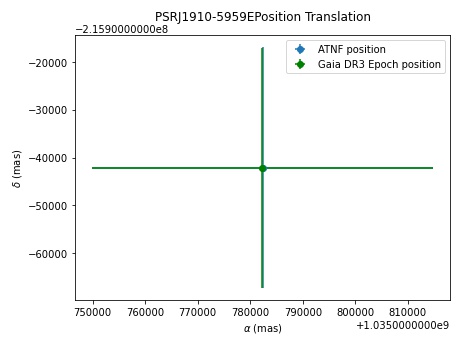 PSRJ1910-5959EPosition Translation
−2.1590000000e8
ATNF position
Gaia DR3 Epoch position
−20000
−30000
−40000
−50000
−60000
δ (mas)
750000 760000 770000 780000 790000 800000 810000
+1.0350000000e9
α (mas)